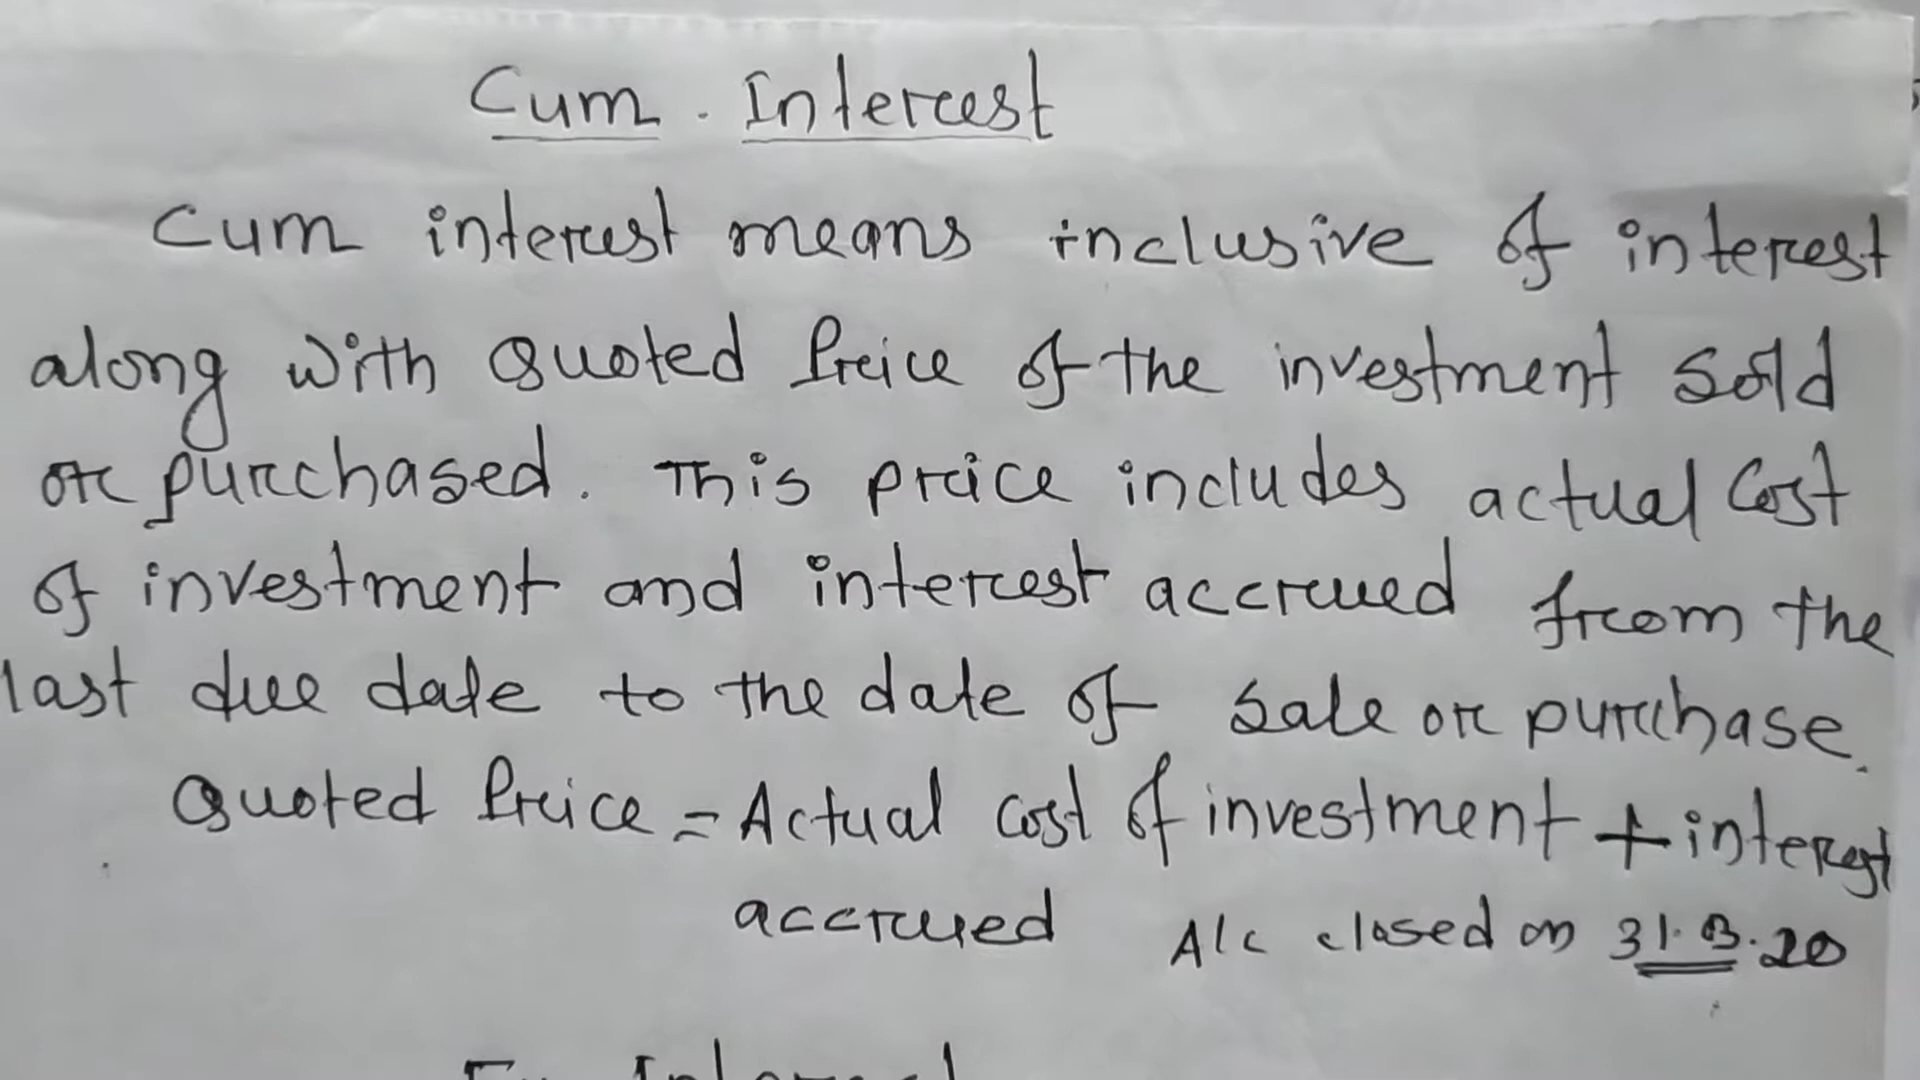 Cum. Interest
Cum interest means inclusive of interest
along with Quoted Price of the investment sold
or purchased. This price includes actual Cost
of investment and interest accrued from the
last due date to the date of sale or purchase.
Quoted Price = Actual cost of investment + interest
accrued A/c closed on 31.3.20
Ex Interest